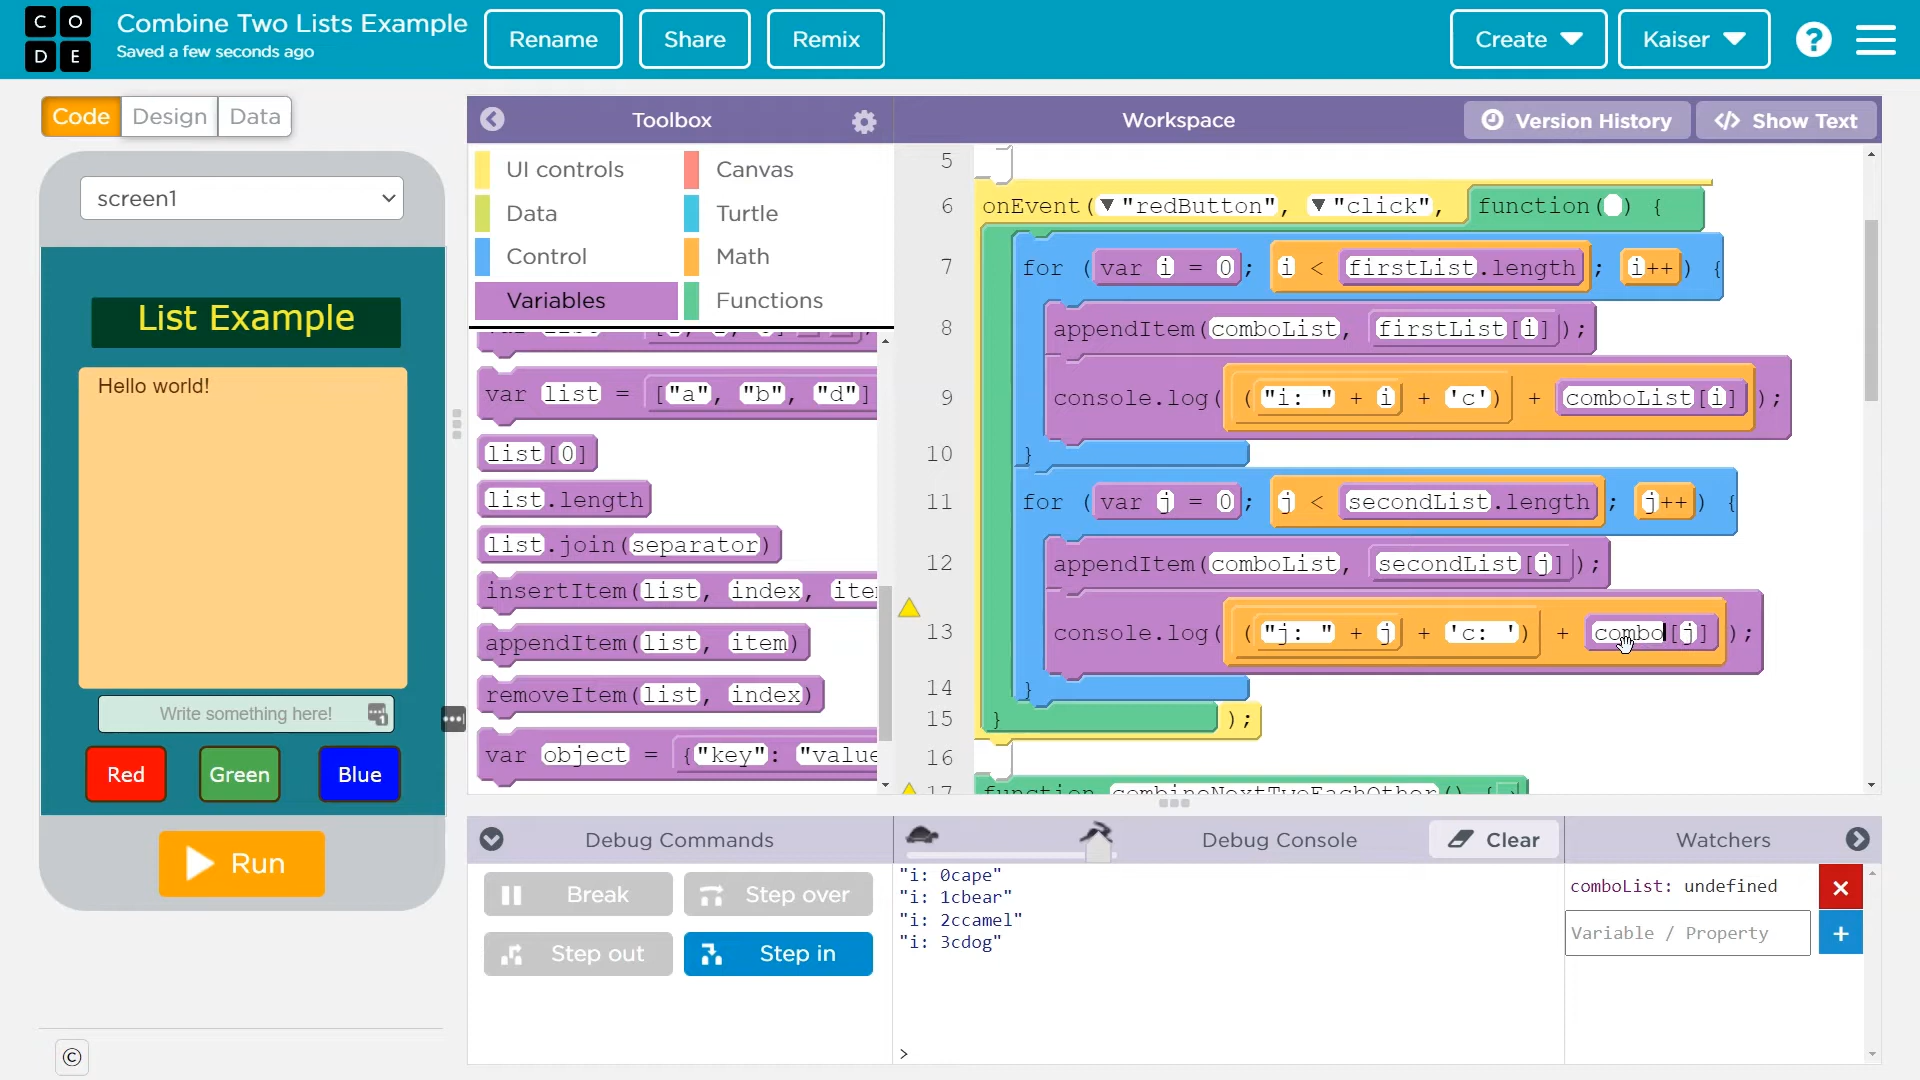 CODE
Combine Two Lists Example
Saved a few seconds ago
Rename
Share
Remix
Create
Kaiser
?
Code
Design
Data
screen1
List Example
Hello world!
Write something here!
Red
Green
Blue
Run
©
Toolbox
UI controls
Canvas
Data
Turtle
Control
Math
Variables
Functions
var list = ["a", "b", "d"]
list[0]
list.length
list.join(separator)
insertItem(list, index, ite
appendItem(list, item)
removeItem(list, index)
var object = {"key": "value
Workspace
Version History
</> Show Text
5
6 onEvent(▼"redButton", ▼"click", function( ) {
7 for (var i = 0; i < firstList.length; i++) {
8 appendItem(comboList, firstList[i]);
9 console.log(("i: " + i + 'c') + comboList[i]);
10 }
11 for (var j = 0; j < secondList.length; j++) {
12 appendItem(comboList, secondList[j]);
13 console.log(("j: " + j + 'c: ') + combo[j]);
14 }
15 });
16
17 function combineNextTwoEachOther() {
Debug Commands
Break
Step over
Step out
Step in
Debug Console
Clear
"i: 0cape"
"i: 1cbear"
"i: 2ccamel"
"i: 3cdog"
>
Watchers
comboList: undefined
Variable / Property